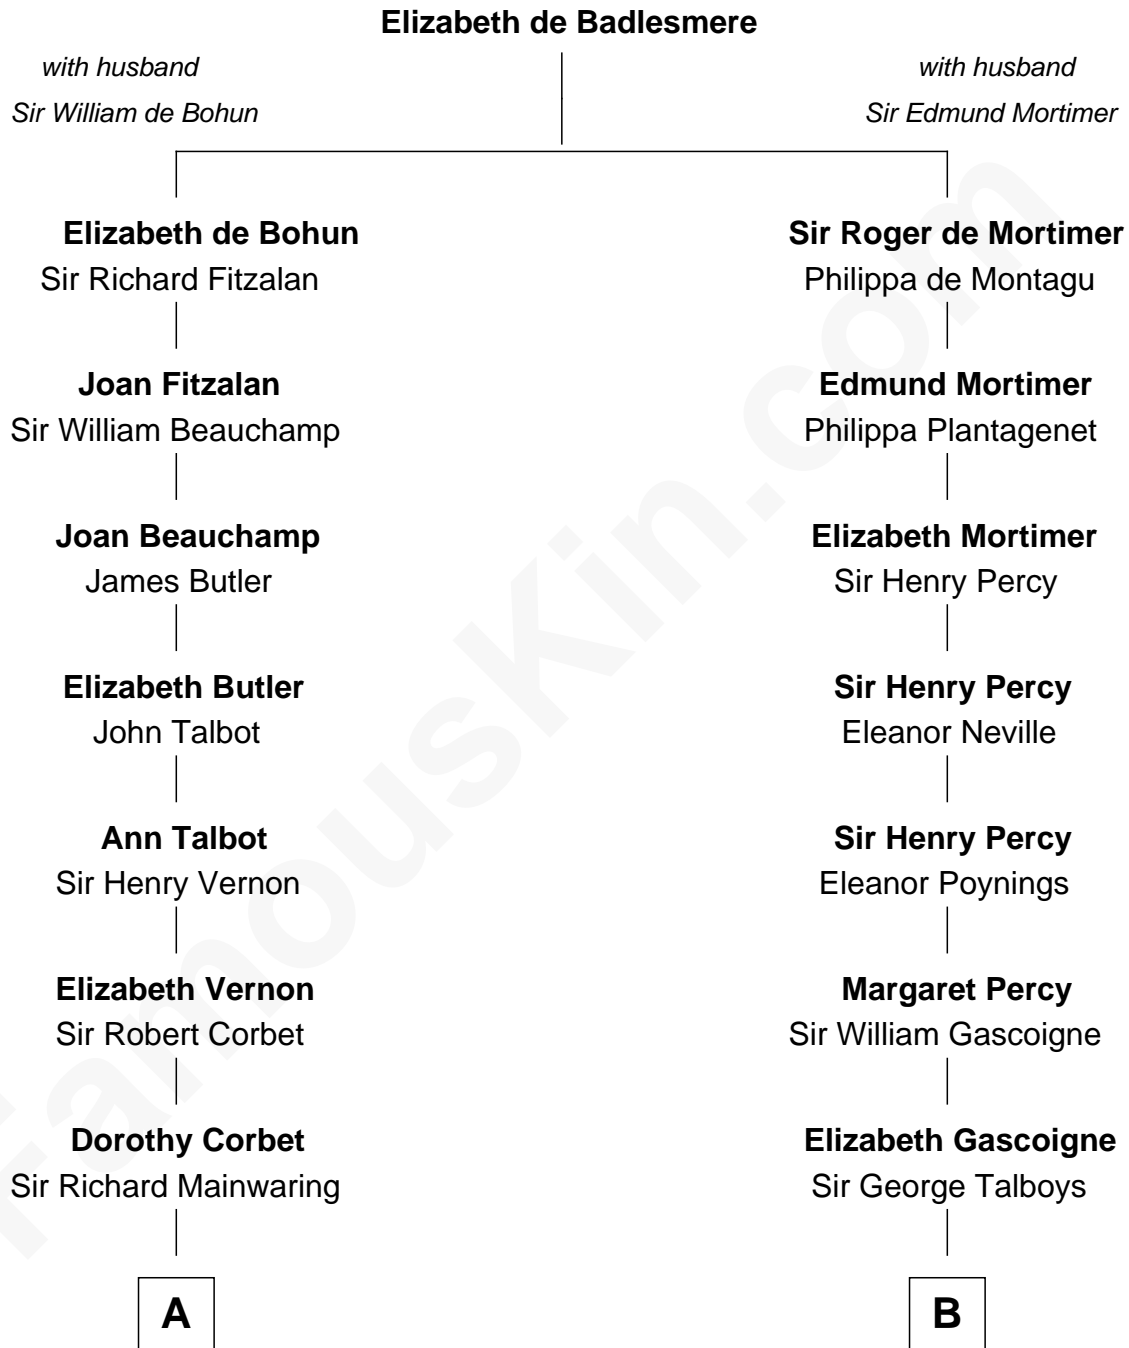 Elizabeth de Badlesmere
with husband
Sir William de Bohun
with husband
Sir Edmund Mortimer
Elizabeth de Bohun
Sir Richard Fitzalan
Sir Roger de Mortimer
Philippa de Montagu
Joan Fitzalan
Sir William Beauchamp
Edmund Mortimer
Philippa Plantagenet
Joan Beauchamp
James Butler
Elizabeth Mortimer
Sir Henry Percy
Elizabeth Butler
John Talbot
Sir Henry Percy
Eleanor Neville
Ann Talbot
Sir Henry Vernon
Sir Henry Percy
Eleanor Poynings
Elizabeth Vernon
Sir Robert Corbet
Margaret Percy
Sir William Gascoigne
Dorothy Corbet
Sir Richard Mainwaring
Elizabeth Gascoigne
Sir George Talboys
A
B
FamousKin.com